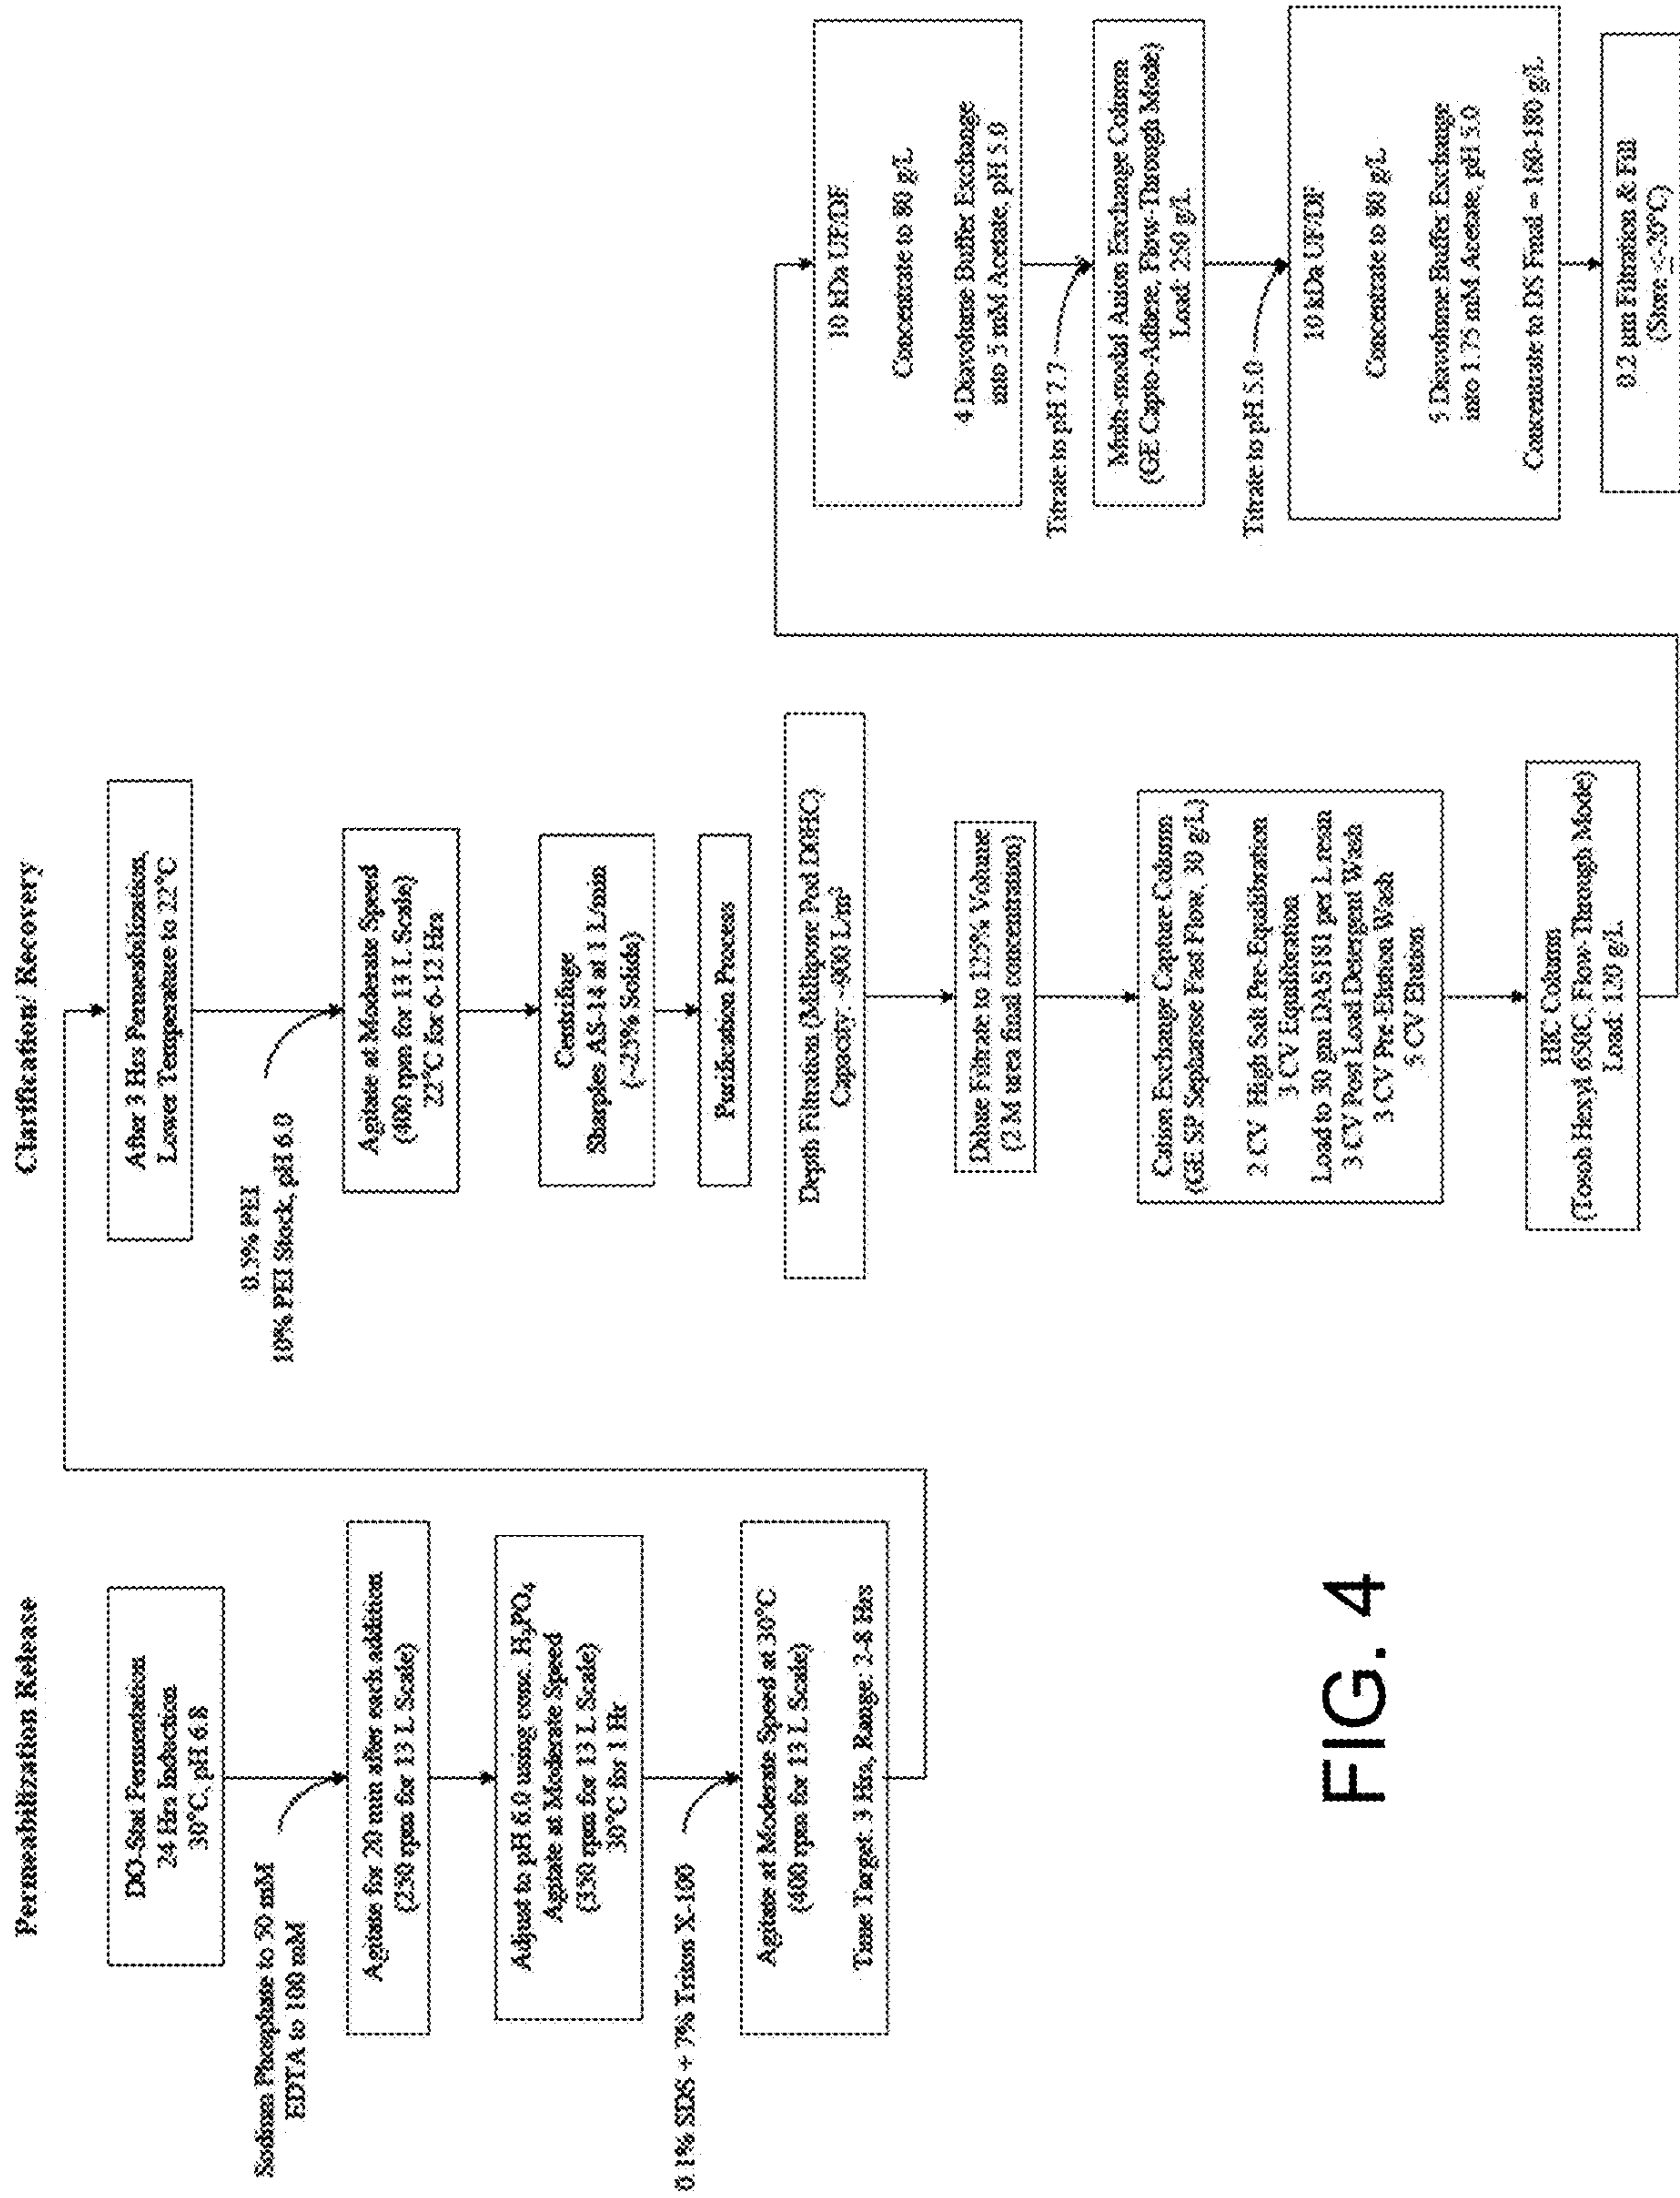 Permeabilization Release
DO-Stat Fermentation
24 Hrs Induction
30°C, pH 6.8
Sodium Phosphate to 50 mM
EDTA to 100 mM
Agitate for 20 min after each addition
(250 rpm for 13 L Scale)
Adjust to pH 6.0 using conc. H3PO4
Agitate at Moderate Speed
(350 rpm for 13 L Scale)
30°C for 1 Hr
0.1% SDS + 7% Triton X-100
Agitate at Moderate Speed at 30°C
(400 rpm for 13 L Scale)
Time Target: 3 Hrs, Range: 2-8 Hrs
Clarification/ Recovery
After 3 Hrs Permeabilization,
Lower Temperature to 22°C
0.5% PEI
10% PEI Stock, pH 6.0
Agitate at Moderate Speed
(400 rpm for 13 L Scale)
22°C for 6-12 Hrs
Centrifuge
Sharples AS-14 at 1 L/min
(~25% Solids)
Purification Process
Depth Filtration (Millipore Pod DOHC)
Capacity: ~900 L/m²
Dilute Filtrate to 125% Volume
(2 M urea final concentration)
Cation Exchange Capture Column
(GE SP Sepharose Fast Flow, 30 g/L)
2 CV High Salt Pre-Equilibration
3 CV Equilibration
Load to 30 gm DAS181 per L resin
3 CV Post Load Detergent Wash
3 CV Pre-Elution Wash
5 CV Elution
HIC Column
(Tosoh Hexyl 650C, Flow-Through Mode)
Load: 120 g/L
10 kDa UF/DF
Concentrate to 80 g/L
4 Diavolume Buffer Exchange
into 5 mM Acetate, pH 5.0
Titrate to pH 7.7
Multi-modal Anion Exchange Column
(GE Capto-Adhere, Flow-Through Mode)
Load: 250 g/L
Titrate to pH 5.0
10 kDa UF/DF
Concentrate to 80 g/L
5 Diavolume Buffer Exchange
into 1.75 mM Acetate, pH 5.0
Concentrate to DS Final = 160-180 g/L
0.2 µm Filtration & Fill
(Store ≤-20°C)
FIG. 4